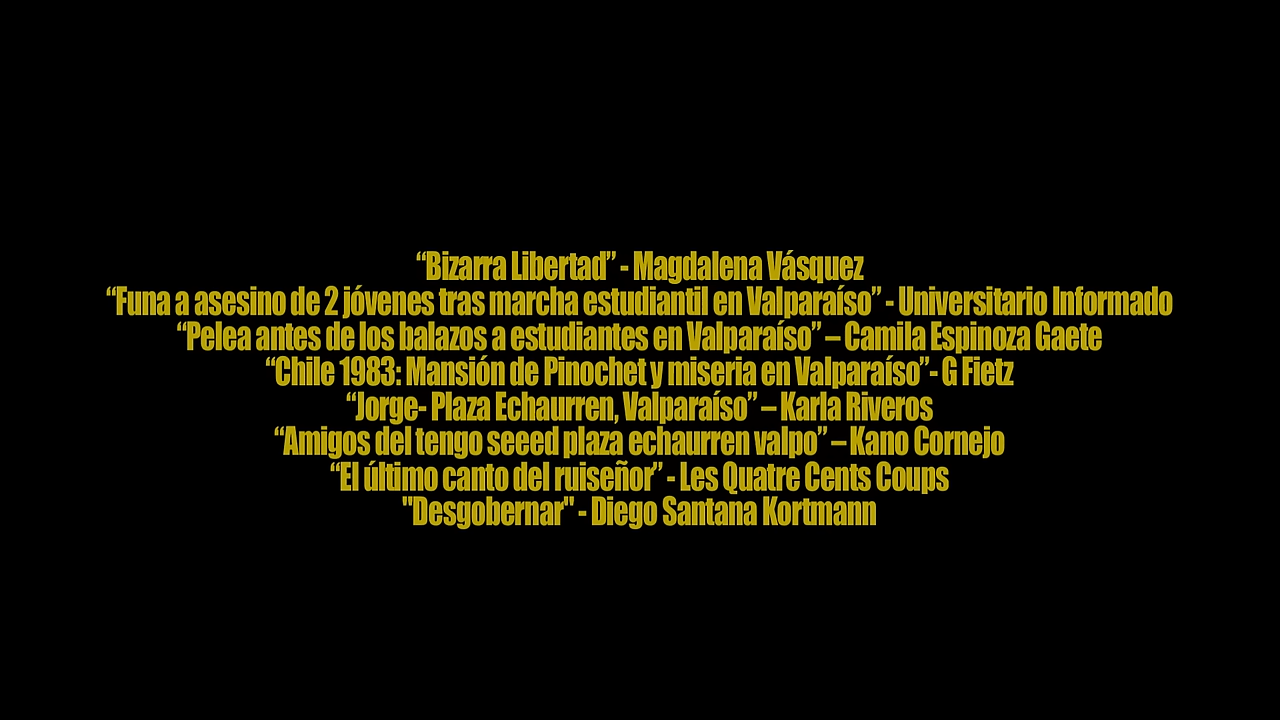 “Bizarra Libertad” - Magdalena Vásquez
“Funa a asesino de 2 jóvenes tras marcha estudiantil en Valparaíso” - Universitario Informado
“Pelea antes de los balazos a estudiantes en Valparaíso” – Camila Espinoza Gaete
“Chile 1983: Mansión de Pinochet y miseria en Valparaíso”- G Fietz
“Jorge- Plaza Echaurren, Valparaíso” – Karla Riveros
“Amigos del tengo seeed plaza echaurren valpo” – Kano Cornejo
“El último canto del ruiseñor” - Les Quatre Cents Coups
"Desgobernar" - Diego Santana Kortmann